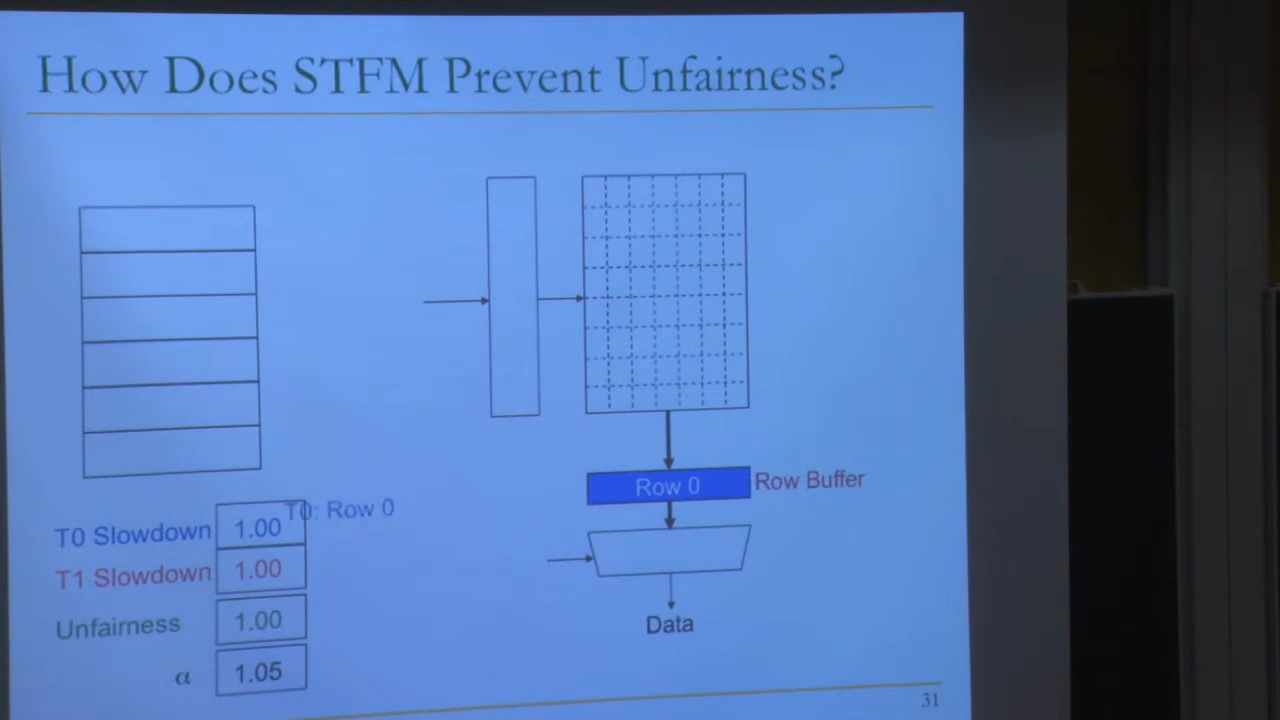 How Does STFM Prevent Unfairness?
Row 0
Row Buffer
T0: Row 0
T0 Slowdown 1.00
T1 Slowdown 1.00
Unfairness 1.00
α 1.05
Data
31